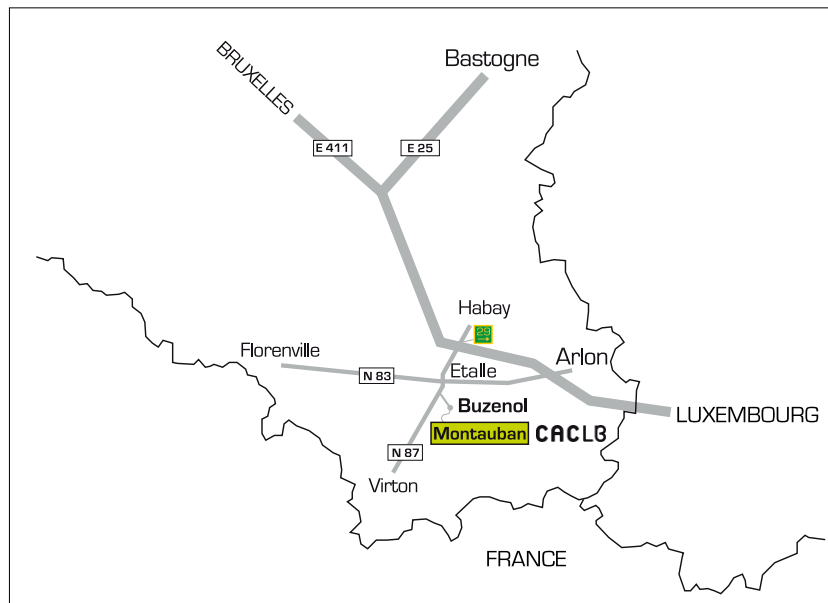 BRUXELLES
Bastogne
E 411
E 25
Habay
29
Florenville
Etalle
Arlon
N 83
Buzenol
LUXEMBOURG
Montauban CACLB
N 87
Virton
FRANCE